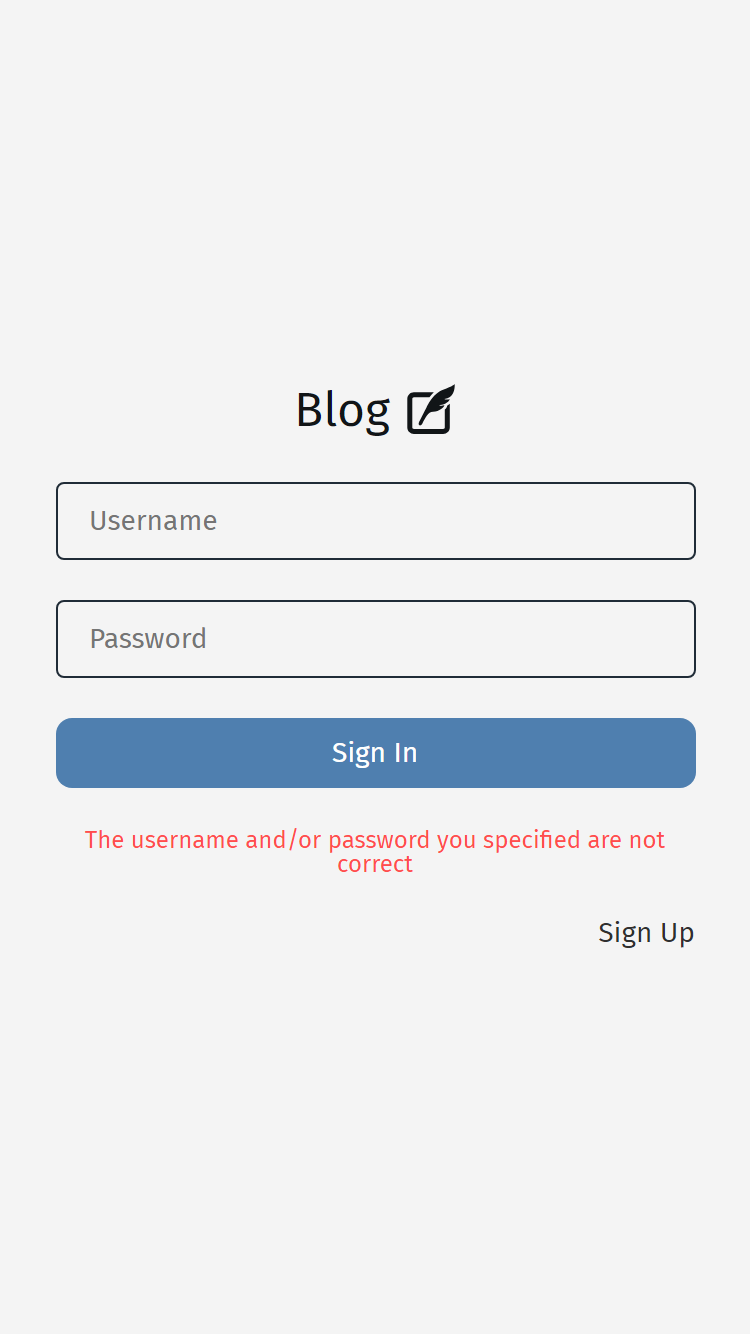 Blog
Username
Password
Sign In
The username and/or password you specified are not
correct
Sign Up